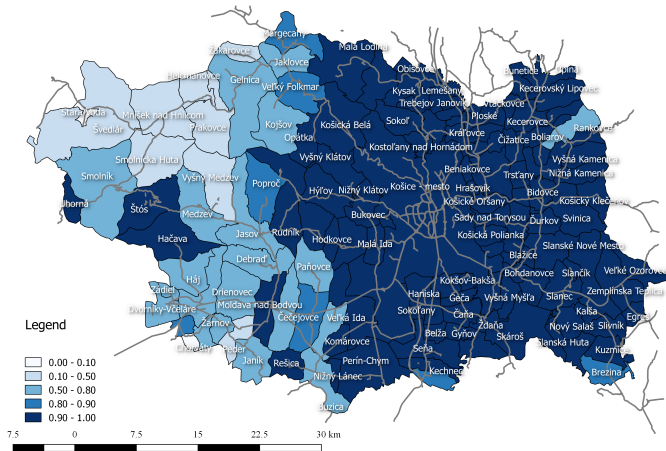 Margecany
Žakarovce
Jaklovce
Malá Lodina
Helcmanovce
Gelnica
Veľký Folkmar
Obišovce
Kysak
Lemešany
Trebejov
Janovík
Bunetice
Opiná
Kecerovský Lipovec
Vtáčkovce
Stará Voda
Mníšek nad Hnilcom
Švedlár
Prakovce
Kojšov
Opátka
Košická Belá
Sokoľ
Ploské
Kráľovce
Kecerovce
Čižatice
Boliarov
Rankovce
Kostoľany nad Hornádom
Smolnícka Huta
Smolník
Vyšný Medzev
Poproč
Vyšný Klátov
Beniakovce
Trsťany
Vyšná Kamenica
Nižná Kamenica
Hýľov
Nižný Klátov
Košice - mesto
Hrašovík
Bidovce
Úhorná
Štós
Medzev
Bukovec
Košické Oľšany
Košický Klečenov
Sady nad Torysou
Ďurkov
Svinica
Hačava
Jasov
Rudník
Hodkovce
Malá Ida
Košická Polianka
Slanské Nové Mesto
Debraď
Paňovce
Blažice
Bohdanovce
Slančík
Veľké Ozorovce
Háj
Zádiel
Drienovec
Kokšov-Bakša
Zemplínska Teplica
Dvorníky-Včeláre
Moldava nad Bodvou
Haniska
Geča
Vyšná Myšľa
Slanec
Žarnov
Čečejovce
Veľká Ida
Sokoľany
Čaňa
Ždaňa
Kalša
Egreš
Nový Salaš
Slivník
Chorváty
Peder
Komárovce
Belža
Gyňov
Skároš
Slanská Huta
Janík
Rešica
Perín-Chym
Seňa
Kuzmice
Nižný Lánec
Kechnec
Brezina
Buzica
Legend
0.00 - 0.10
0.10 - 0.50
0.50 - 0.80
0.80 - 0.90
0.90 - 1.00
7.5 0 7.5 15 22.5 30 km